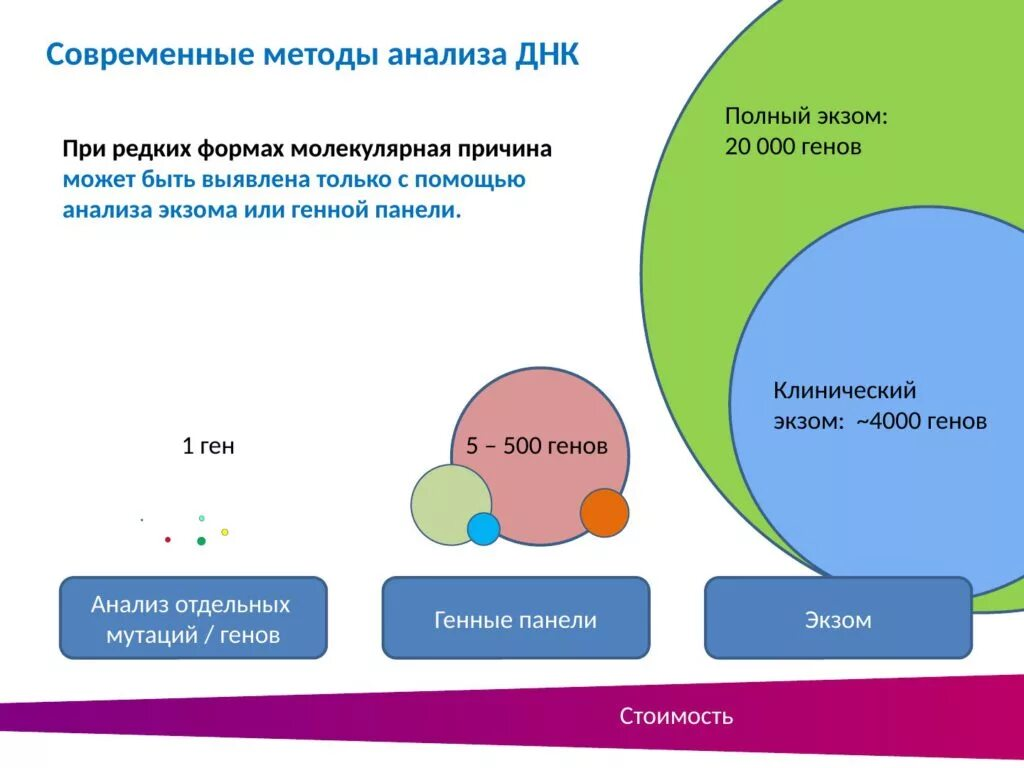 Современные методы анализа ДНК
При редких формах молекулярная причина
может быть выявлена только с помощью
анализа экзома или генной панели.
Полный экзом:
20 000 генов
Клинический
экзом: ~4000 генов
1 ген
5 – 500 генов
Анализ отдельных
мутаций / генов
Генные панели
Экзом
Стоимость